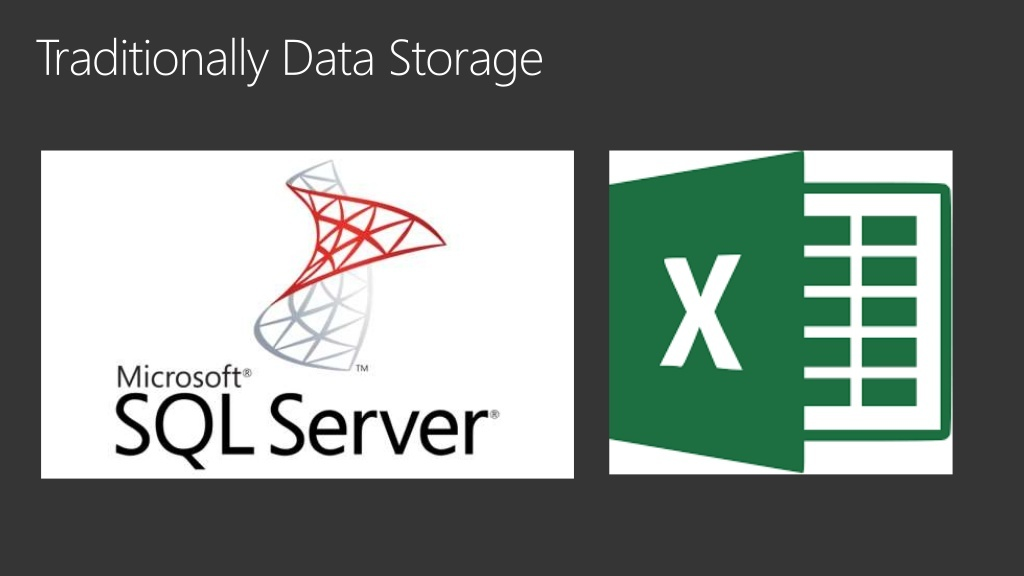 Traditionally Data Storage
Microsoft®
SQL Server®
™
X